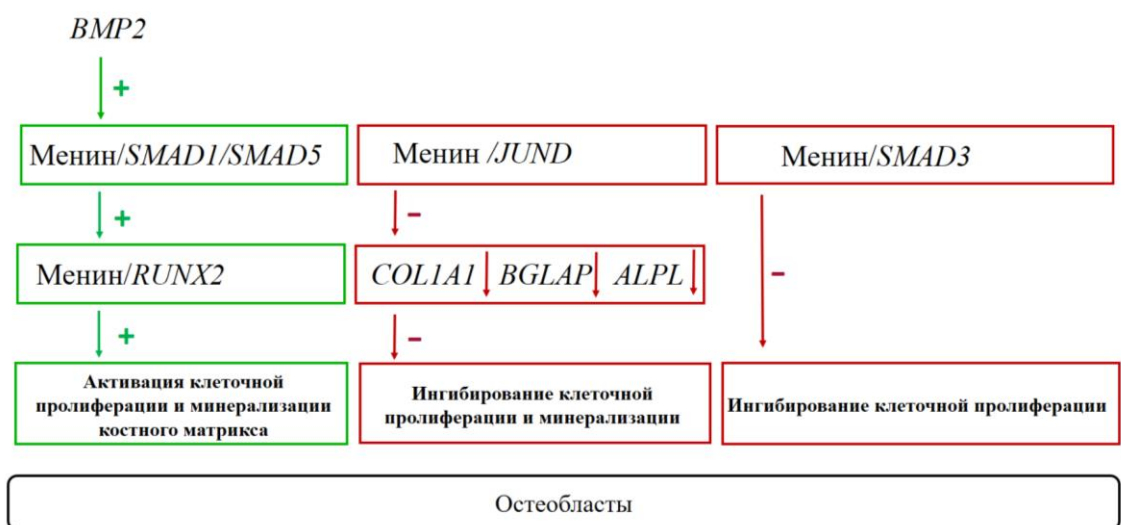 BMP2
+
Менин/SMAD1/SMAD5
Менин /JUND
Менин/SMAD3
+
−
Менин/RUNX2
COL1A1 BGLAP ALPL
−
+
−
Активация клеточной
пролиферации и минерализации
костного матрикса
Ингибирование клеточной
пролиферации и минерализации
Ингибирование клеточной пролиферации
Остеобласты